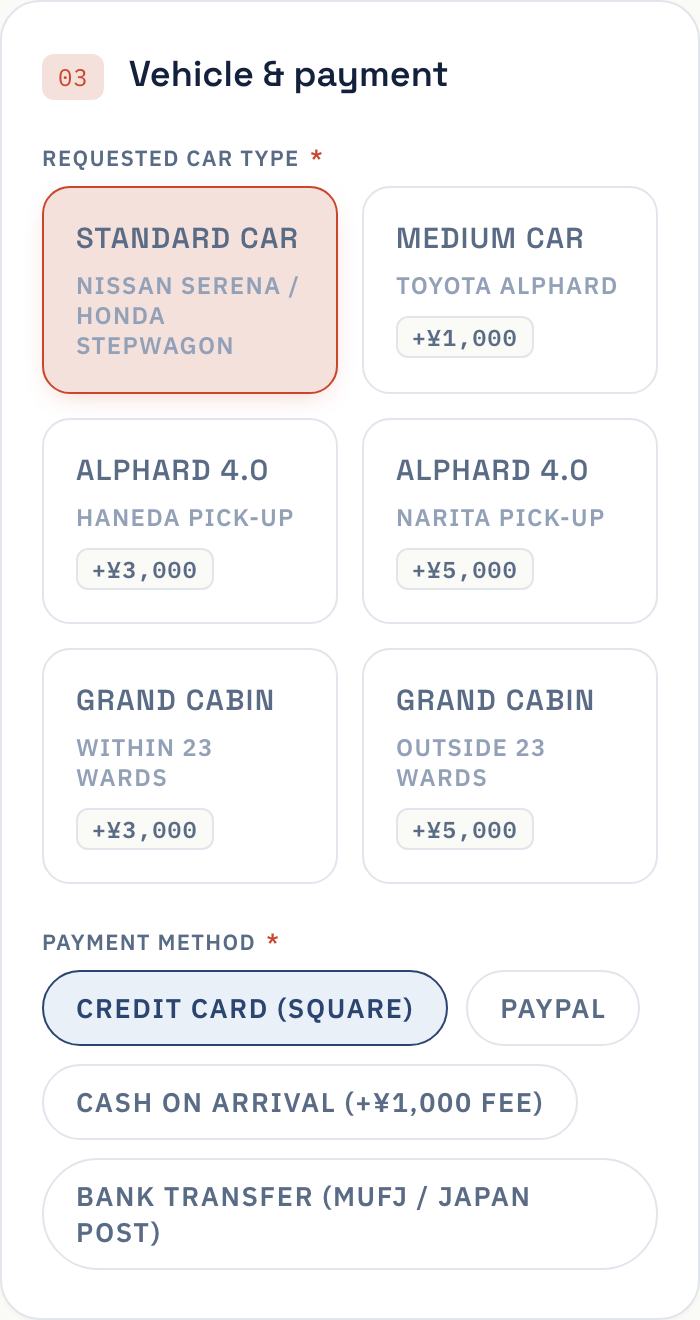 03 Vehicle & payment
REQUESTED CAR TYPE *
STANDARD CAR
NISSAN SERENA /
HONDA
STEPWAGON
MEDIUM CAR
TOYOTA ALPHARD
+¥1,000
ALPHARD 4.0
HANEDA PICK-UP
+¥3,000
ALPHARD 4.0
NARITA PICK-UP
+¥5,000
GRAND CABIN
WITHIN 23
WARDS
+¥3,000
GRAND CABIN
OUTSIDE 23
WARDS
+¥5,000
PAYMENT METHOD *
CREDIT CARD (SQUARE)
PAYPAL
CASH ON ARRIVAL (+¥1,000 FEE)
BANK TRANSFER (MUFJ / JAPAN
POST)